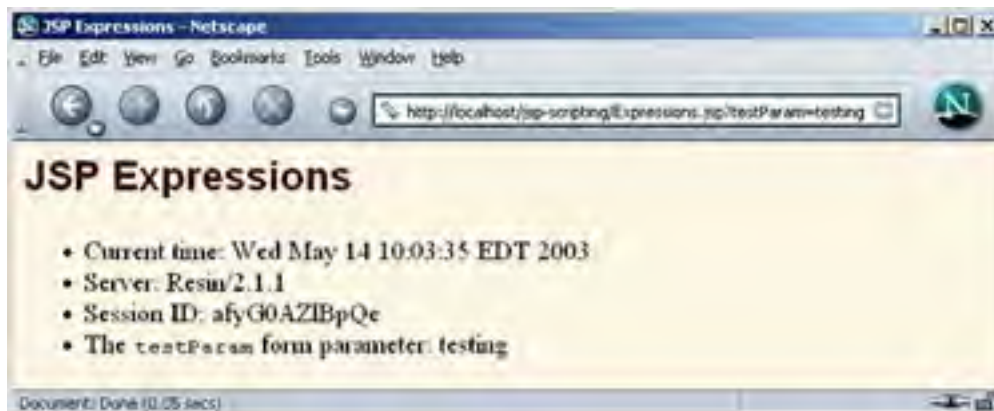 JSP Expressions - Netscape
File Edit View Go Bookmarks Tools Window Help
http://localhost/jsp-scripting/Expressions.jsp?testParam=testing
N
JSP Expressions
• Current time: Wed May 14 10:03:35 EDT 2003
• Server: Resin/2.1.1
• Session ID: afyG0AZIBpQe
• The testParam form parameter: testing
Document: Done (0.05 secs)